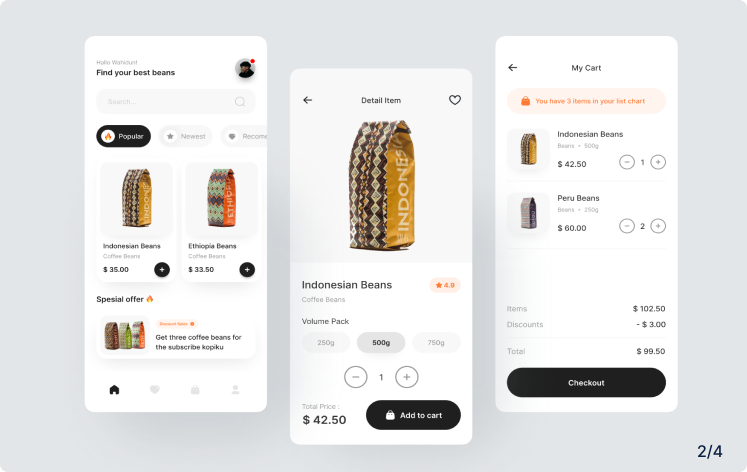 Hallo Wahidun!
Find your best beans
Search...
Popular
Newest
Recome
INDONE
ETHIOP
Indonesian Beans
Coffee Beans
$ 35.00
Ethiopia Beans
Coffee Beans
$ 33.50
Spesial offer
Discount Sales
Get three coffee beans for
the subscribe kopiku
Detail Item
INDONES
Indonesian Beans
4.9
Coffee Beans
Volume Pack
250g
500g
750g
1
Total Price :
$ 42.50
Add to cart
My Cart
You have 3 items in your list chart
Indonesian Beans
Beans • 500g
$ 42.50
1
Peru Beans
Beans • 250g
$ 60.00
2
Items
$ 102.50
Discounts
- $ 3.00
Total
$ 99.50
Checkout
2/4